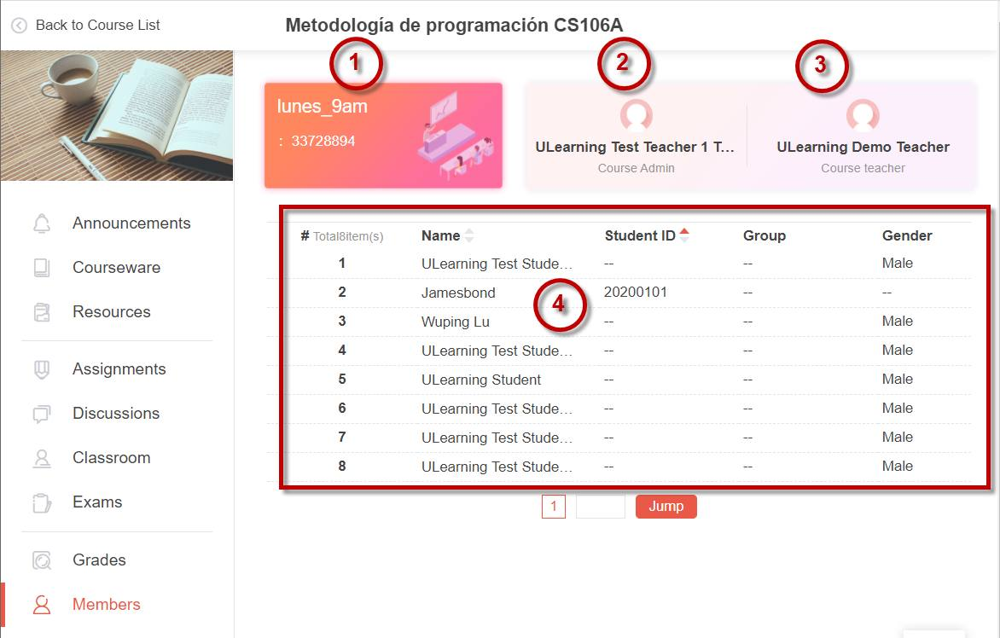 Back to Course List
Metodología de programación CS106A
1
2
3
lunes_9am
: 33728894
ULearning Test Teacher 1 T...
Course Admin
ULearning Demo Teacher
Course teacher
Announcements
Courseware
Resources
Assignments
Discussions
Classroom
Exams
Grades
Members
# Total8item(s) Name Student ID Group Gender
1 ULearning Test Stude... -- -- Male
2 Jamesbond 20200101 -- --
4
3 Wuping Lu -- -- Male
4 ULearning Test Stude... -- -- Male
5 ULearning Student -- -- Male
6 ULearning Test Stude... -- -- Male
7 ULearning Test Stude... -- -- Male
8 ULearning Test Stude... -- -- Male
1 Jump